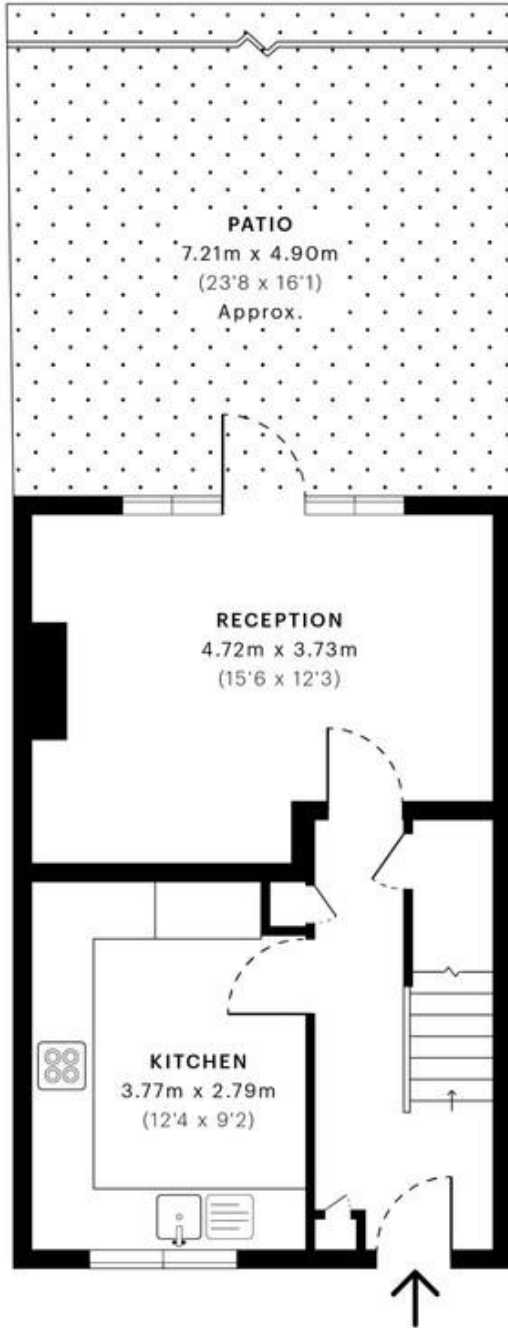 PATIO
7.21m x 4.90m
(23'8 x 16'1)
Approx.
RECEPTION
4.72m x 3.73m
(15'6 x 12'3)
KITCHEN
3.77m x 2.79m
(12'4 x 9'2)